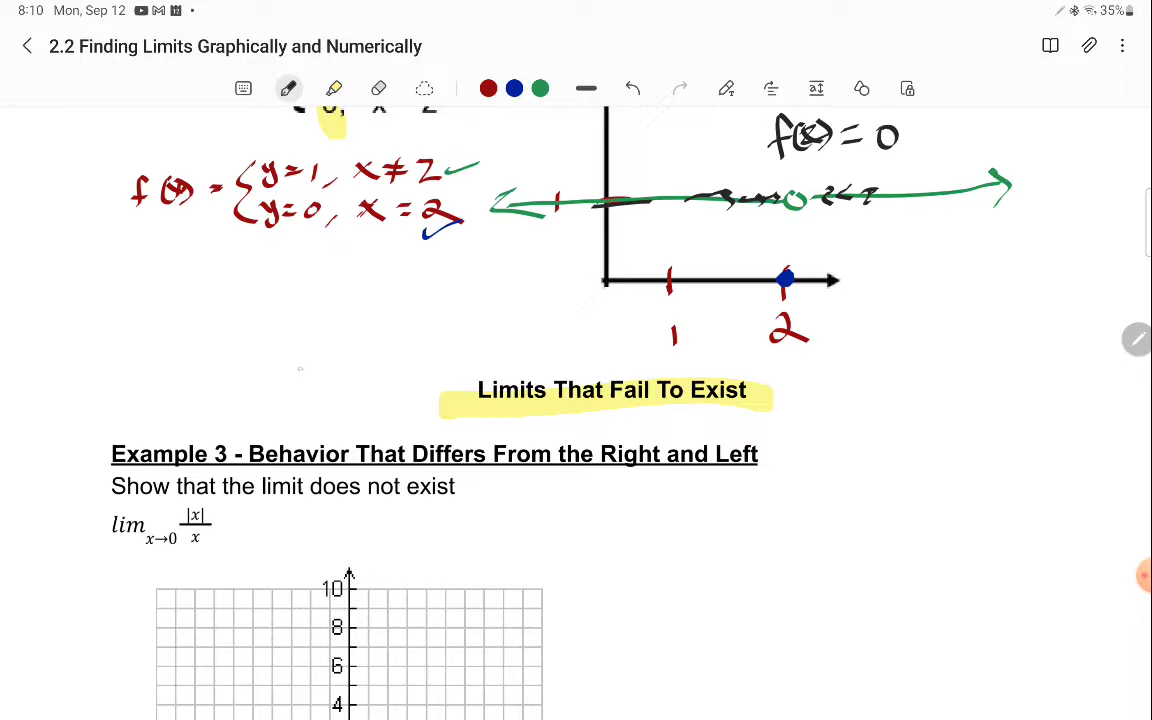 8:10 Mon, Sep 12
35%
2.2 Finding Limits Graphically and Numerically
0, x 2
f(x) = 0
f(x) = { y=1, x ≠ 2
y=0, x = 2
1
1 2
Limits That Fail To Exist
Example 3 - Behavior That Differs From the Right and Left
Show that the limit does not exist
lim x→0 |x|/x
10
8
6
4